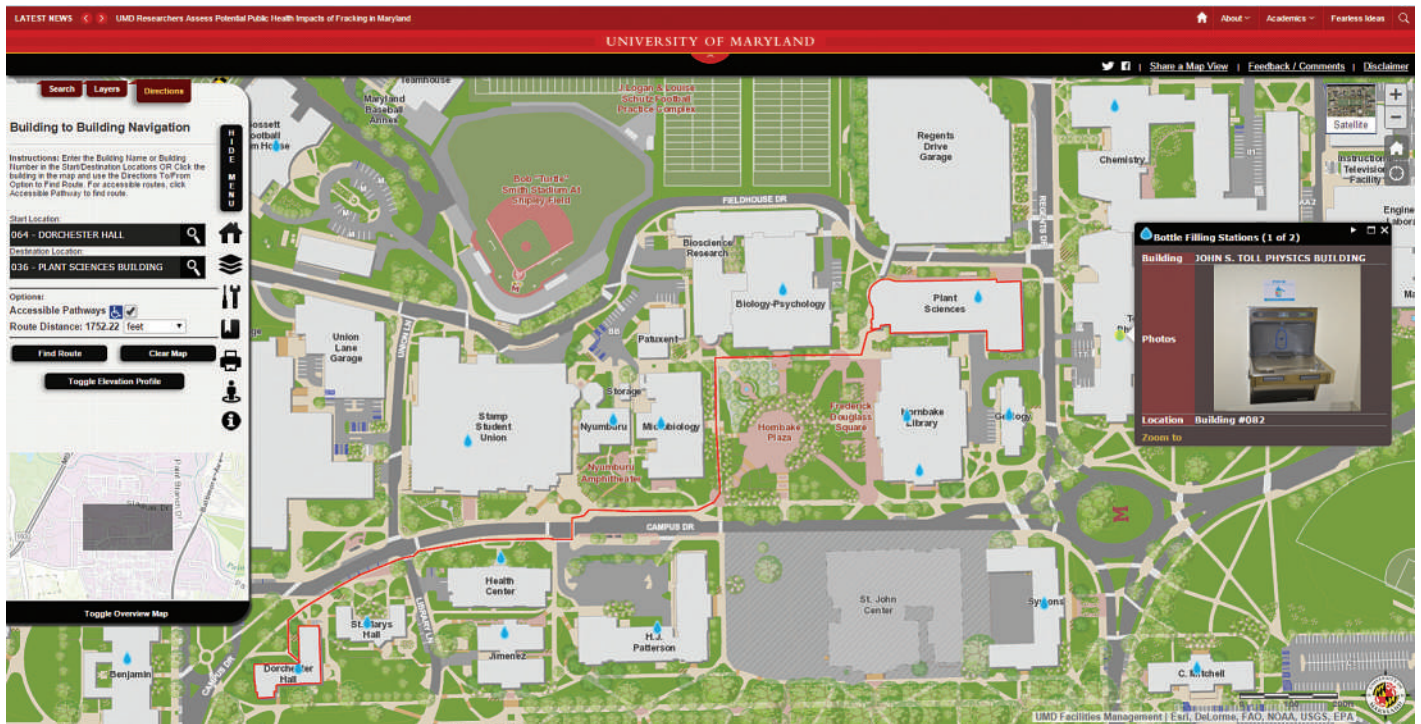 LATEST NEWS
UMD Researchers Assess Potential Public Health Impacts of Fracking in Maryland
About
Academics
Fearless Ideas
UNIVERSITY OF MARYLAND
Share a Map View | Feedback / Comments | Disclaimer
Search
Layers
Directions
Building to Building Navigation
Instructions: Enter the Building Name or Building
Number in the Start/Destination Locations OR Click the
building in the map and use the Directions To/From
Option to Find Route. For accessible routes, click
Accessible Pathway to find route.
Start Location:
064 - DORCHESTER HALL
Destination Location:
036 - PLANT SCIENCES BUILDING
Options:
Accessible Pathways
Route Distance: 1752.22 feet
Find Route
Clear Map
Toggle Elevation Profile
HIDE MENU
Toggle Overview Map
Teamhouse
Maryland
Baseball
Annex
J.Logan & Louise
Schutz Football
Practice Complex
Bob "Turtle"
Smith Stadium At
Shipley Field
Regents
Drive
Garage
Chemistry
Satellite
FIELDHOUSE DR
REGENTS DR
Bioscience
Research
Biology-Psychology
Plant
Sciences
Union
Lane
Garage
UNION LN
BB
Patuxent
Storage
Stamp
Student
Union
Nyumburu
Microbiology
Nyumburu
Amphitheater
Hornbake
Plaza
Frederick
Douglass
Square
Hornbake
Library
Geology
CAMPUS DR
Health
Center
St. Marys
Hall
LIBRARY LN
Jimenez
H.J.
Patterson
St. John
Center
Symons
Dorchester
Hall
CAMPUS DR
Benjamin
C. Mitchell
Bottle Filling Stations (1 of 2)
Building JOHN S. TOLL PHYSICS BUILDING
Photos
Location Building #082
Zoom to
UMD Facilities Management | Esri, DeLorme, FAO, NOAA, USGS, EPA